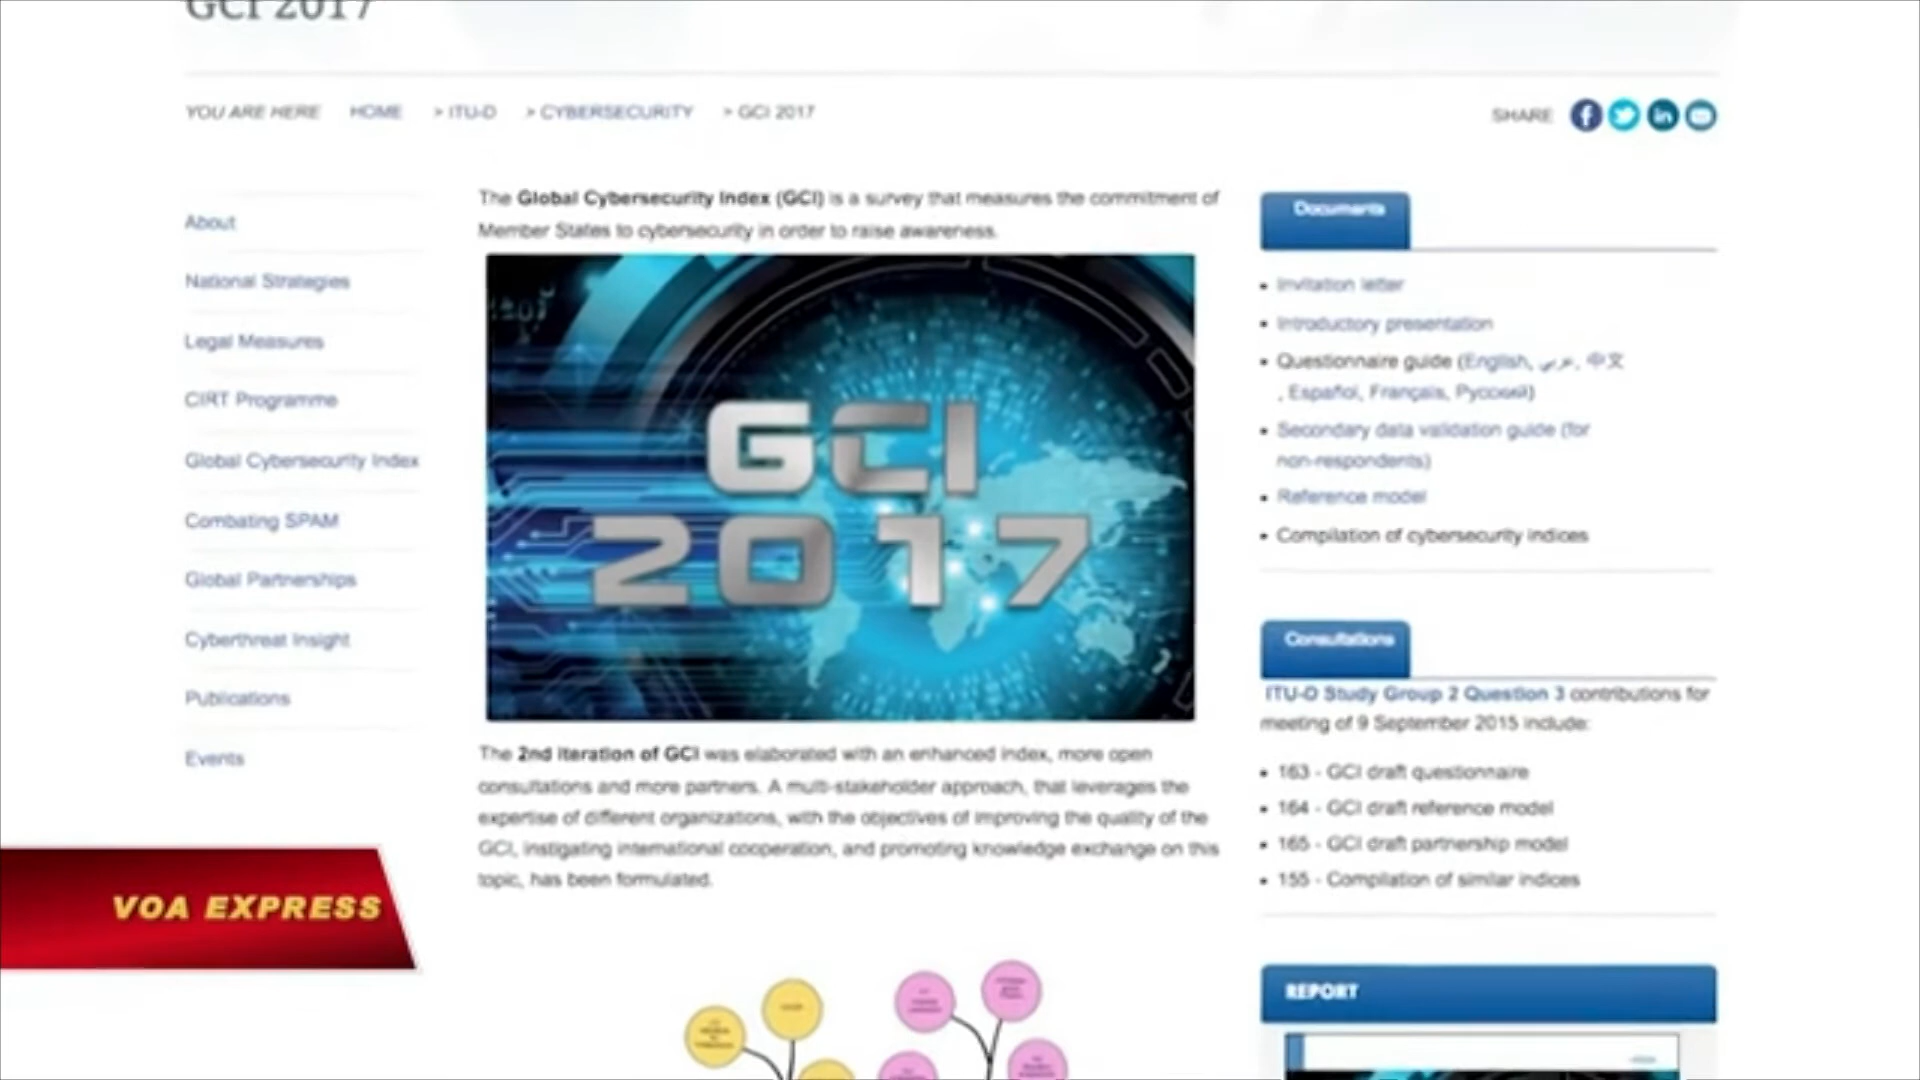 GCI 2017
YOU ARE HERE HOME > ITU-D > CYBERSECURITY > GCI 2017
SHARE
About
National Strategies
Legal Measures
CIRT Programme
Global Cybersecurity Index
Combating SPAM
Global Partnerships
Cyberthreat Insight
Publications
Events
The Global Cybersecurity Index (GCI) is a survey that measures the commitment of
Member States to cybersecurity in order to raise awareness.
GCI
2017
The 2nd iteration of GCI was elaborated with an enhanced index, more open
consultations and more partners. A multi-stakeholder approach, that leverages the
expertise of different organizations, with the objectives of improving the quality of the
GCI, instigating international cooperation, and promoting knowledge exchange on this
topic, has been formulated.
Documents
• Invitation letter
• Introductory presentation
• Questionnaire guide (English, عربي, 中文
, Español, Français, Русский)
• Secondary data validation guide (for
non-respondents)
• Reference model
• Compilation of cybersecurity indices
Consultations
ITU-D Study Group 2 Question 3 contributions for
meeting of 9 September 2015 include:
• 163 - GCI draft questionnaire
• 164 - GCI draft reference model
• 165 - GCI draft partnership model
• 155 - Compilation of similar indices
REPORT
VOA EXPRESS